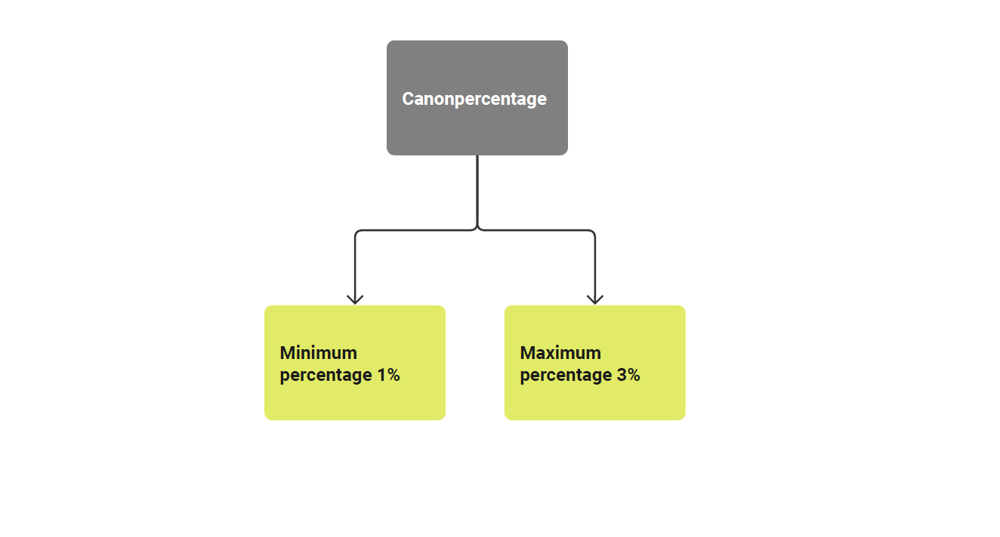 Canonpercentage
Minimum
percentage 1%
Maximum
percentage 3%